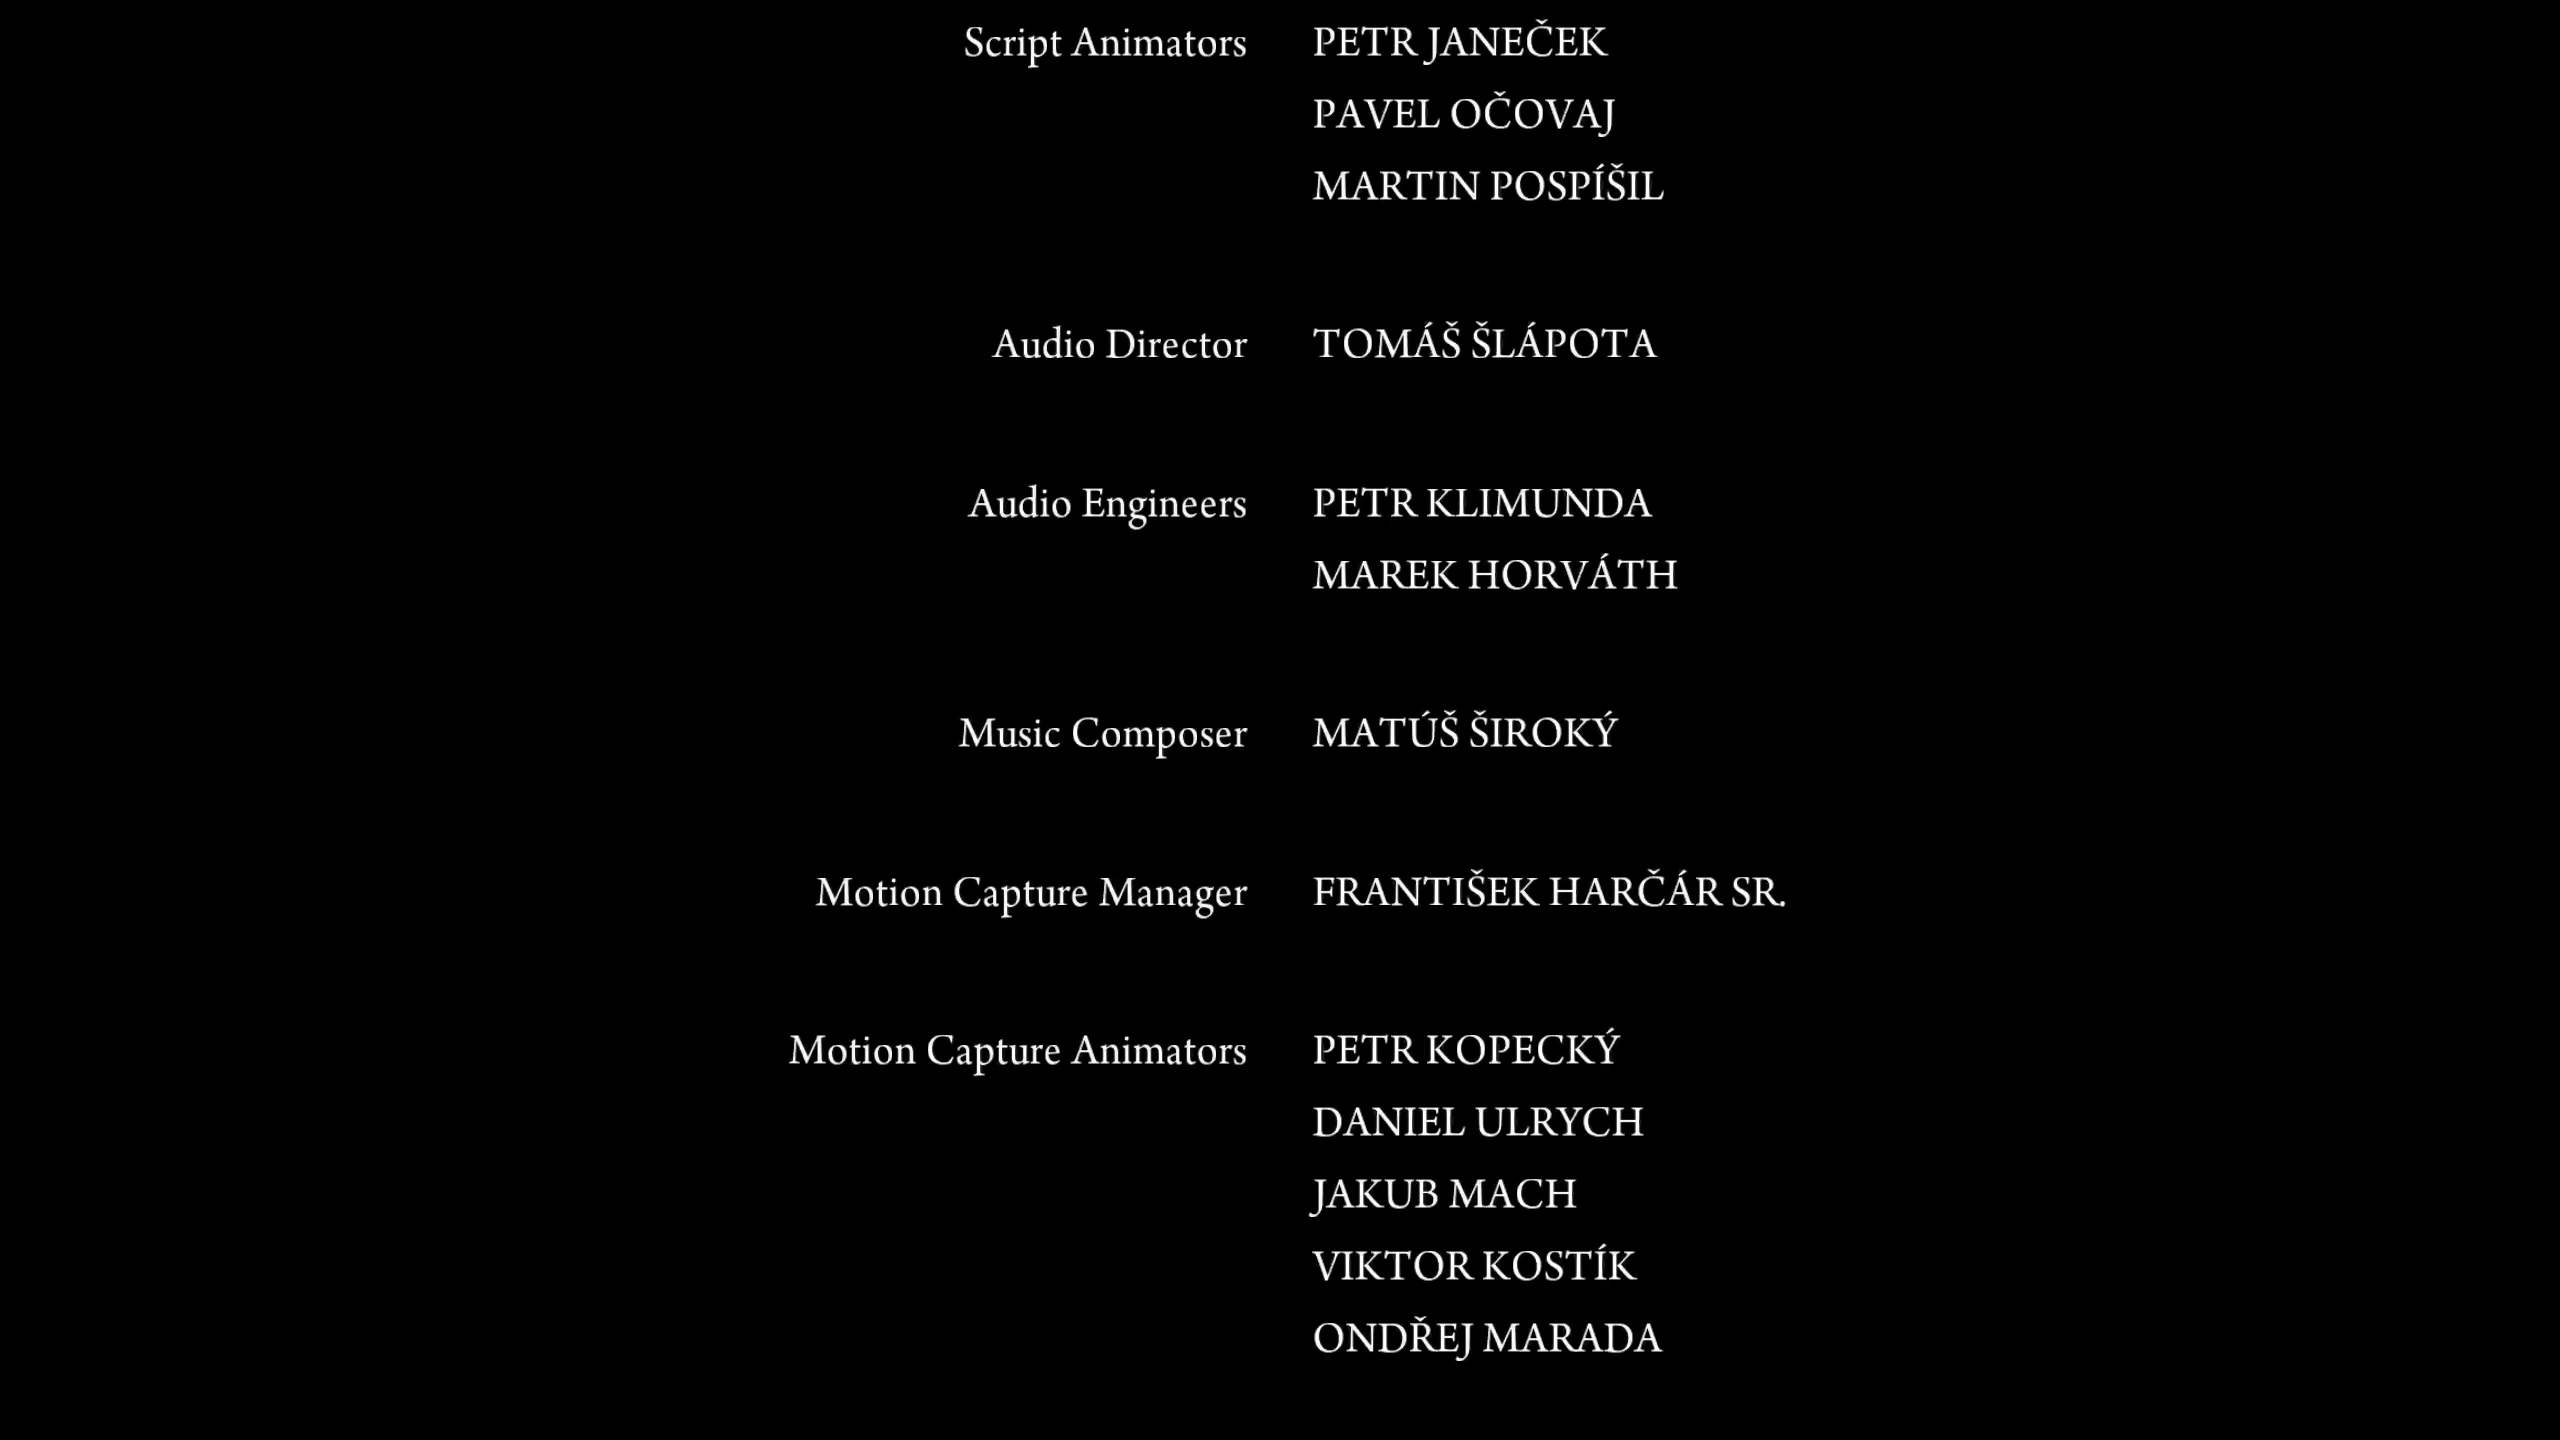 Script Animators PETR JANEČEK
PAVEL OČOVAJ
MARTIN POSPÍŠIL
Audio Director TOMÁŠ ŠLÁPOTA
Audio Engineers PETR KLIMUNDA
MAREK HORVÁTH
Music Composer MATÚŠ ŠIROKÝ
Motion Capture Manager FRANTIŠEK HARČÁR SR.
Motion Capture Animators PETR KOPECKÝ
DANIEL ULRYCH
JAKUB MACH
VIKTOR KOSTÍK
ONDŘEJ MARADA